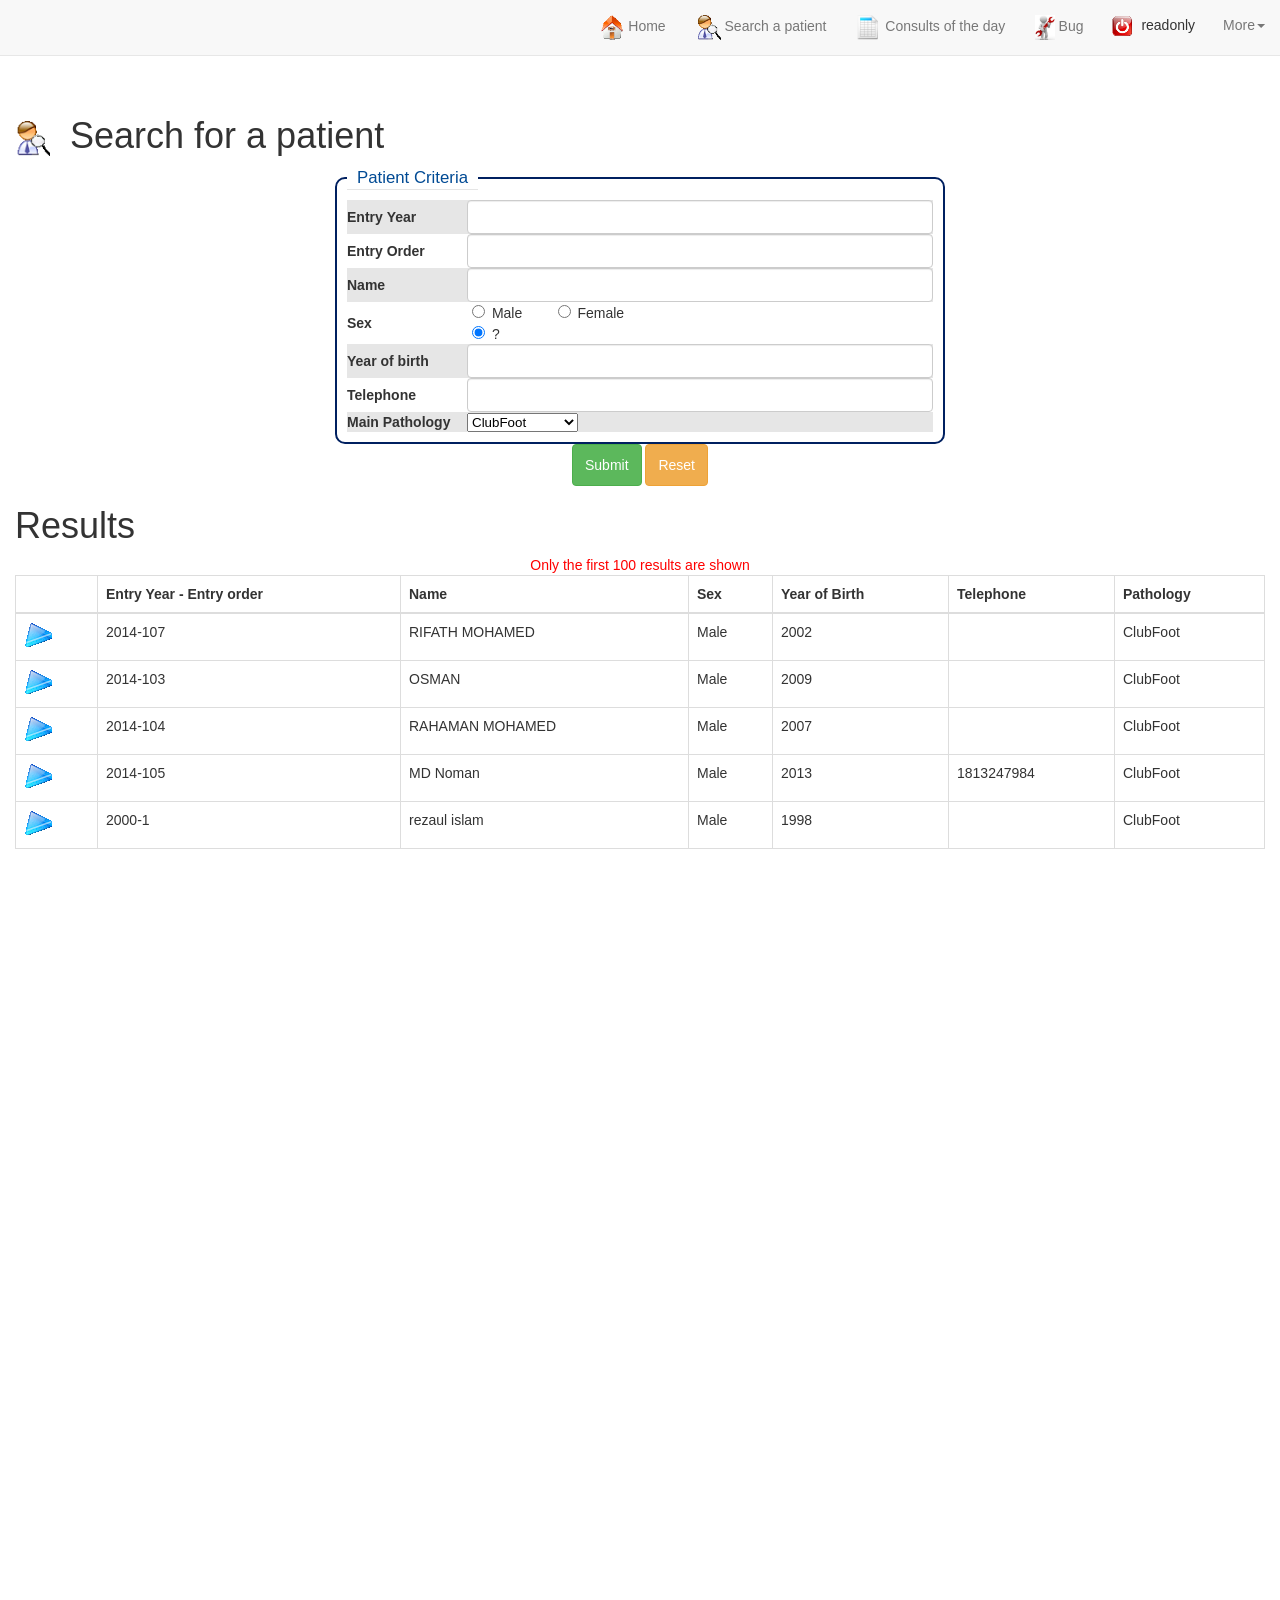 Home Search a patient Consults of the day Bug readonly More
Search for a patient
Patient Criteria
Entry Year
Entry Order
Name
Sex Male Female
?
Year of birth
Telephone
Main Pathology ClubFoot
Submit Reset
Results
Only the first 100 results are shown
Entry Year - Entry order Name Sex Year of Birth Telephone Pathology
2014-107 RIFATH MOHAMED Male 2002 ClubFoot
2014-103 OSMAN Male 2009 ClubFoot
2014-104 RAHAMAN MOHAMED Male 2007 ClubFoot
2014-105 MD Noman Male 2013 1813247984 ClubFoot
2000-1 rezaul islam Male 1998 ClubFoot